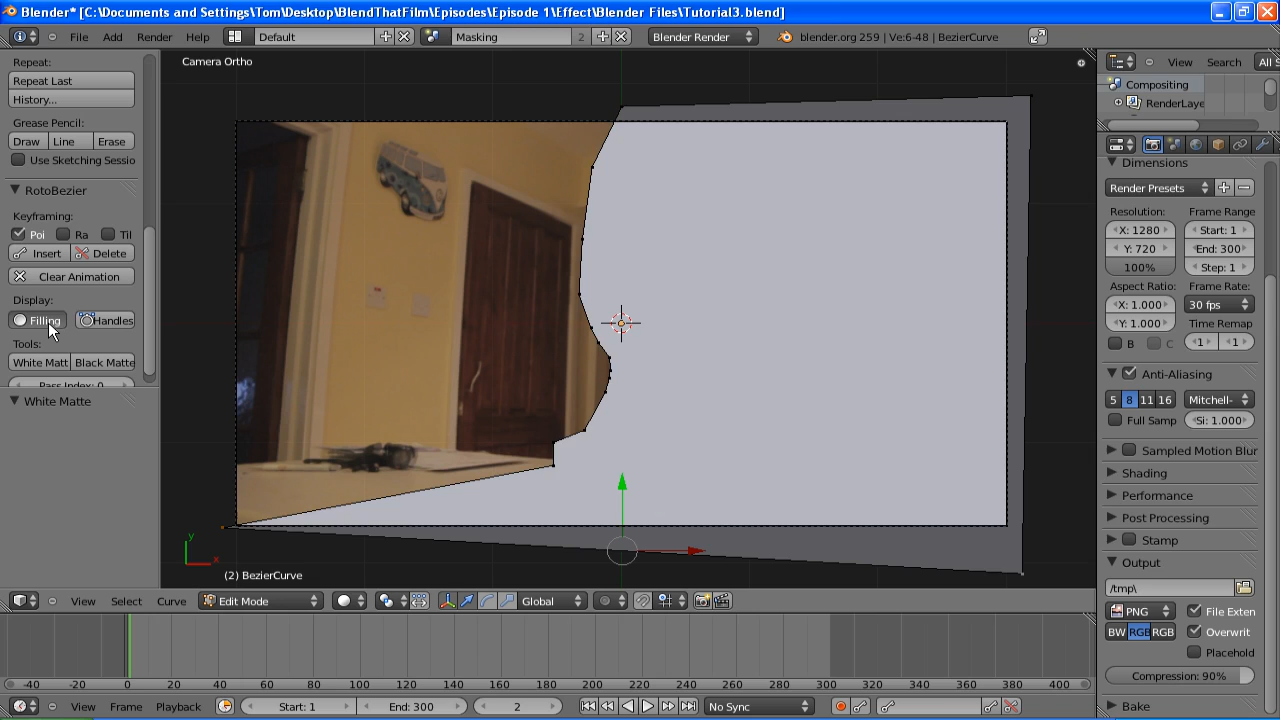 Blender* [C:\Documents and Settings\Tom\Desktop\BlendThatFilm\Episodes\Episode 1\Effect\Blender Files\Tutorial3.blend]
File Add Render Help Default Masking 2 Blender Render blender.org 259 | Ve:6-48 | BezierCurve
Repeat:
Repeat Last
History...
Grease Pencil:
Draw Line Erase
Use Sketching Sessio
RotoBezier
Keyframing:
Poi Ra Til
Insert Delete
Clear Animation
Display:
Filling Handles
Tools:
White Matt Black Matte
Pass Index: 0
White Matte
Camera Ortho
y
x
(2) BezierCurve
View Select Curve Edit Mode Global
View Search All S
Compositing
RenderLaye
Dimensions
Render Presets
Resolution: Frame Range
X: 1280 Start: 1
Y: 720 End: 300
100% Step: 1
Aspect Ratio: Frame Rate:
X: 1.000 30 fps
Y: 1.000 Time Remap
B C 1 1
Anti-Aliasing
5 8 11 16 Mitchell-
Full Samp Si: 1.000
Sampled Motion Blur
Shading
Performance
Post Processing
Stamp
Output
/tmp\
PNG File Exten
BW RGB RGB Overwrit
Placehold
Compression: 90%
Bake
-40 -20 0 20 40 60 80 100 120 140 160 180 200 220 240 260 280 300 320 340 360 380 400
View Frame Playback Start: 1 End: 300 2 No Sync